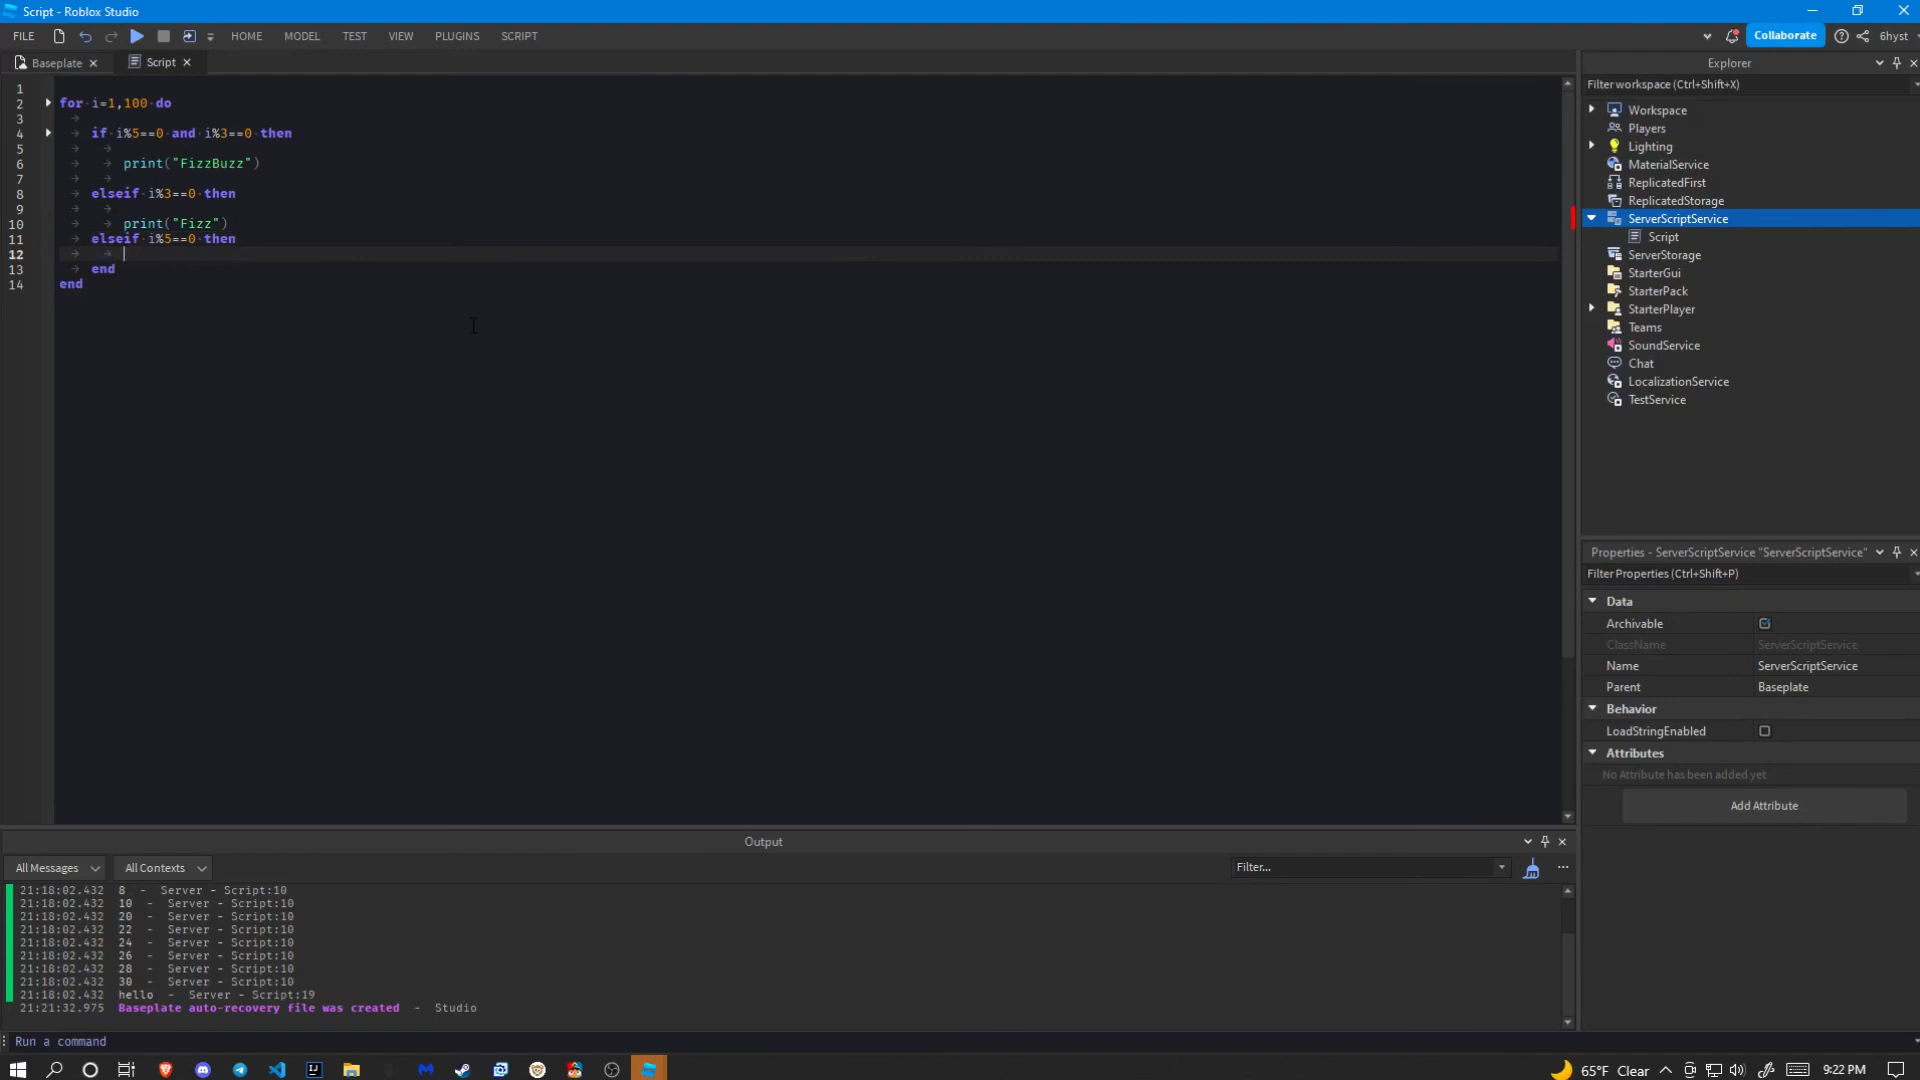 Script - Roblox Studio
FILE HOME MODEL TEST VIEW PLUGINS SCRIPT Collaborate 6hyst
Baseplate Script
1
2 for i=1,100 do
3
4 if i%5==0 and i%3==0 then
5
6 print("FizzBuzz")
7
8 elseif i%3==0 then
9
10 print("Fizz")
11 elseif i%5==0 then
12
13 end
14 end
Explorer
Filter workspace (Ctrl+Shift+X)
Workspace
Players
Lighting
MaterialService
ReplicatedFirst
ReplicatedStorage
ServerScriptService
Script
ServerStorage
StarterGui
StarterPack
StarterPlayer
Teams
SoundService
Chat
LocalizationService
TestService
Properties - ServerScriptService "ServerScriptService"
Filter Properties (Ctrl+Shift+P)
Data
Archivable
ClassName ServerScriptService
Name ServerScriptService
Parent Baseplate
Behavior
LoadStringEnabled
Attributes
No Attribute has been added yet
Add Attribute
Output
All Messages All Contexts Filter...
21:18:02.432 8 - Server - Script:10
21:18:02.432 10 - Server - Script:10
21:18:02.432 20 - Server - Script:10
21:18:02.432 22 - Server - Script:10
21:18:02.432 24 - Server - Script:10
21:18:02.432 26 - Server - Script:10
21:18:02.432 28 - Server - Script:10
21:18:02.432 30 - Server - Script:10
21:18:02.432 hello - Server - Script:19
21:21:32.975 Baseplate auto-recovery file was created - Studio
Run a command
65°F Clear 9:22 PM